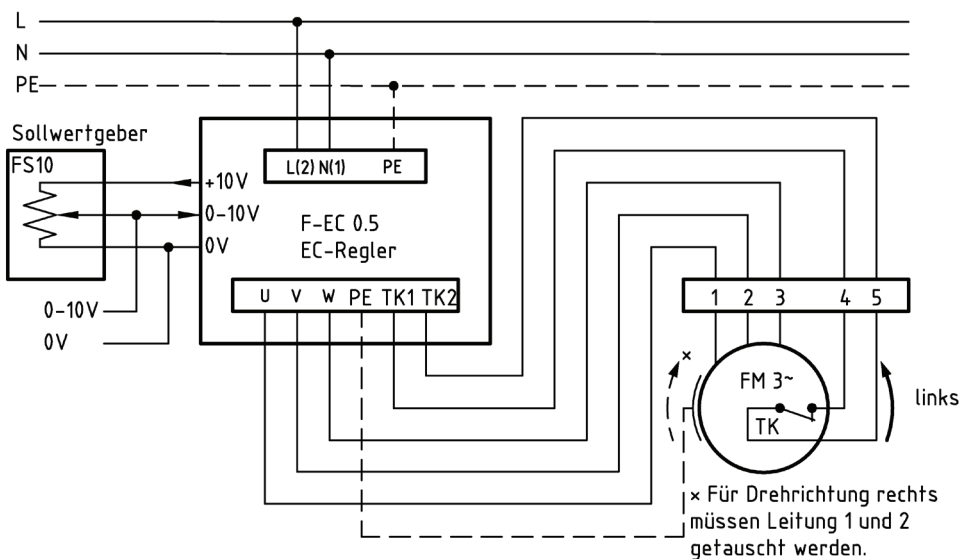 L
N
PE
Sollwertgeber
FS10
L(2) N(1) PE
+10V
0-10V
0V
F-EC 0.5
EC-Regler
U V W PE TK1 TK2
0-10V
0V
1 2 3 4 5
×
FM 3~
TK
links
× Für Drehrichtung rechts
müssen Leitung 1 und 2
getauscht werden.